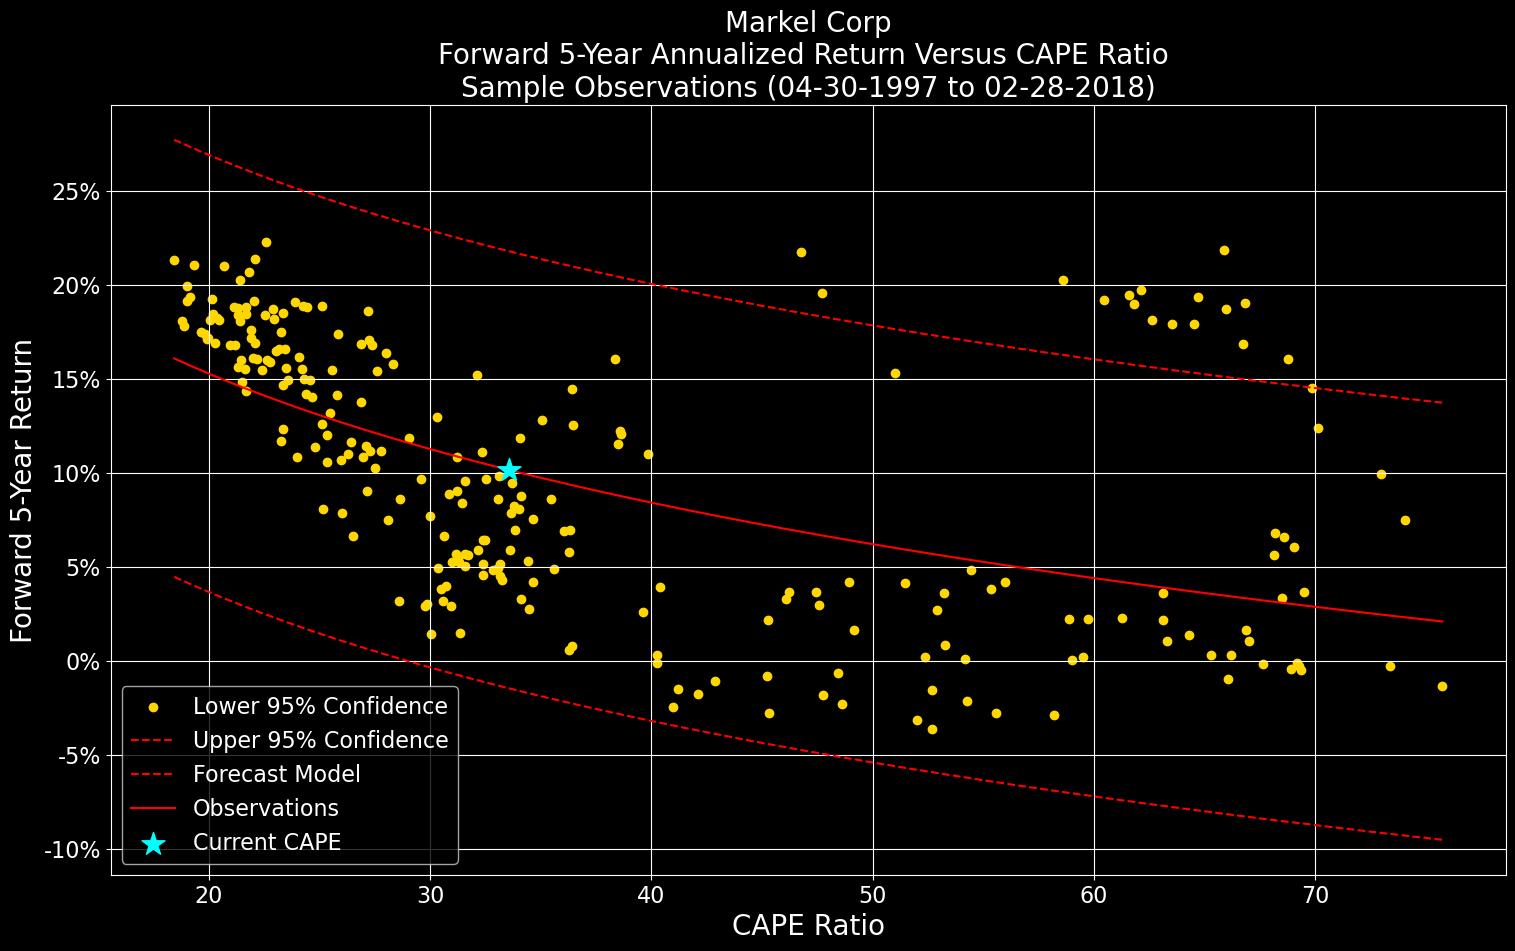 Markel Corp
Forward 5-Year Annualized Return Versus CAPE Ratio
Sample Observations (04-30-1997 to 02-28-2018)
Forward 5-Year Return
25%
20%
15%
10%
5%
0%
-5%
-10%
Lower 95% Confidence
Upper 95% Confidence
Forecast Model
Observations
Current CAPE
20 30 40 50 60 70
CAPE Ratio